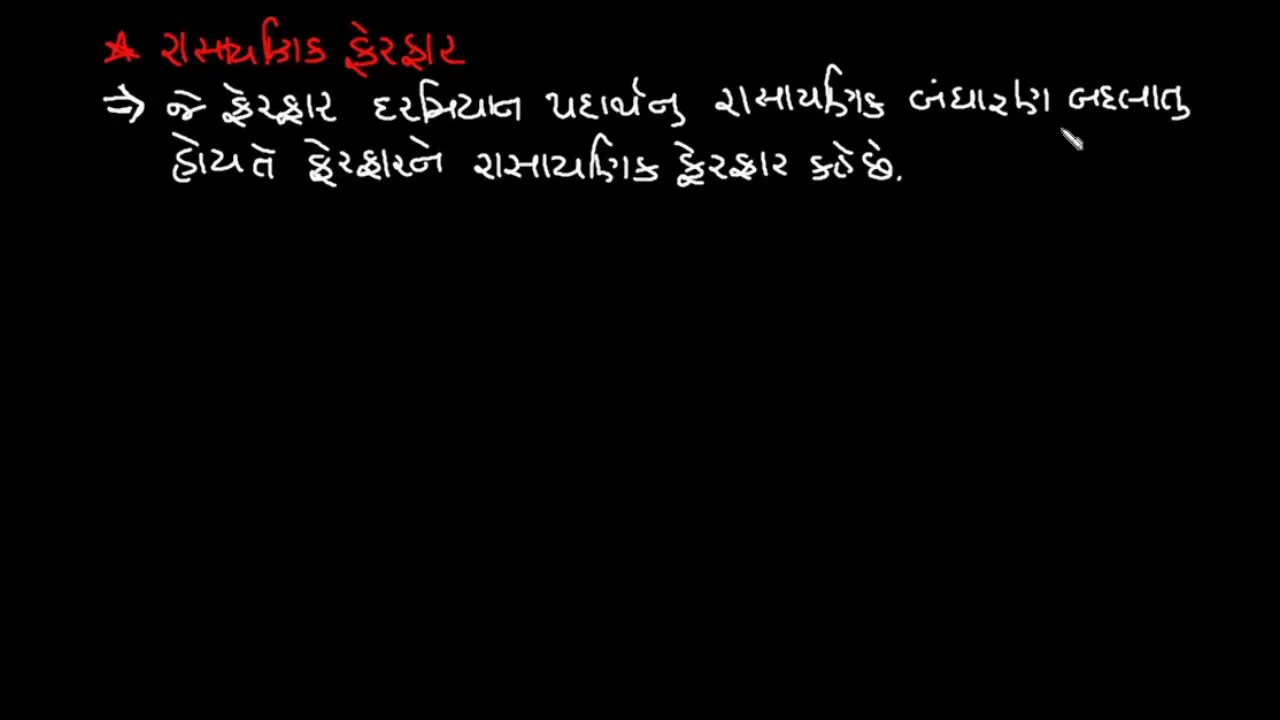 ★ રાસાયણિક ફેરફાર
⇒ જે ફેરફાર દરમિયાન પદાર્થનુ રાસાયણિક બંધારણ બદલાતુ
હોય તે ફેરફારને રાસાયણિક ફેરફાર કહે છે.